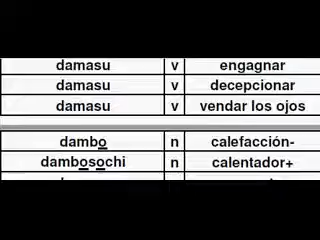 damasu v engagnar
damasu v decepcionar
damasu v vendar los ojos
dambo n calefacción-
dambosochi n calentador+